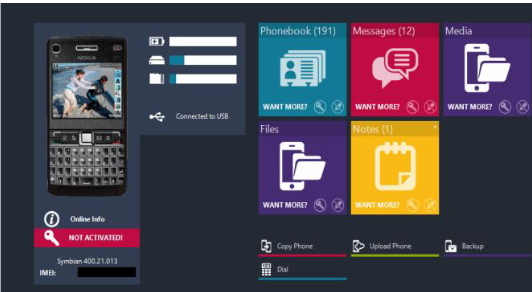 NOKIA
Connected to USB
Online Info
NOT ACTIVATED!
Symbian 400.21.013
IMEI:
Phonebook (191)
WANT MORE?
Messages (12)
WANT MORE?
Media
WANT MORE?
Files
WANT MORE?
Notes (1)
WANT MORE?
Copy Phone
Upload Phone
Backup
Dial